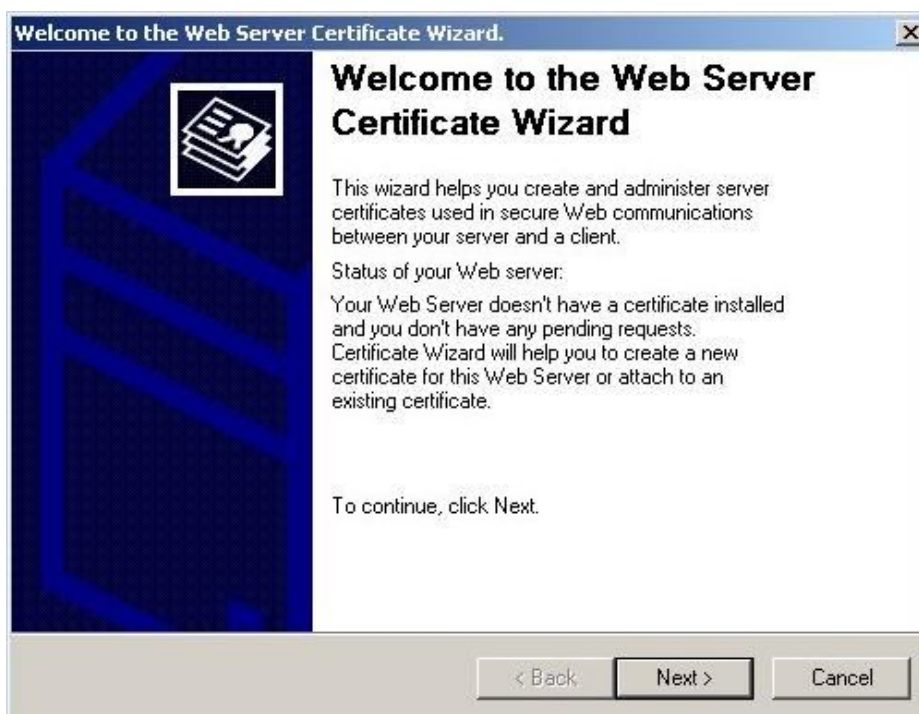 Welcome to the Web Server Certificate Wizard.
Welcome to the Web Server
Certificate Wizard
This wizard helps you create and administer server
certificates used in secure Web communications
between your server and a client.
Status of your Web server:
Your Web Server doesn't have a certificate installed
and you don't have any pending requests.
Certificate Wizard will help you to create a new
certificate for this Web Server or attach to an
existing certificate.
To continue, click Next.
< Back Next > Cancel